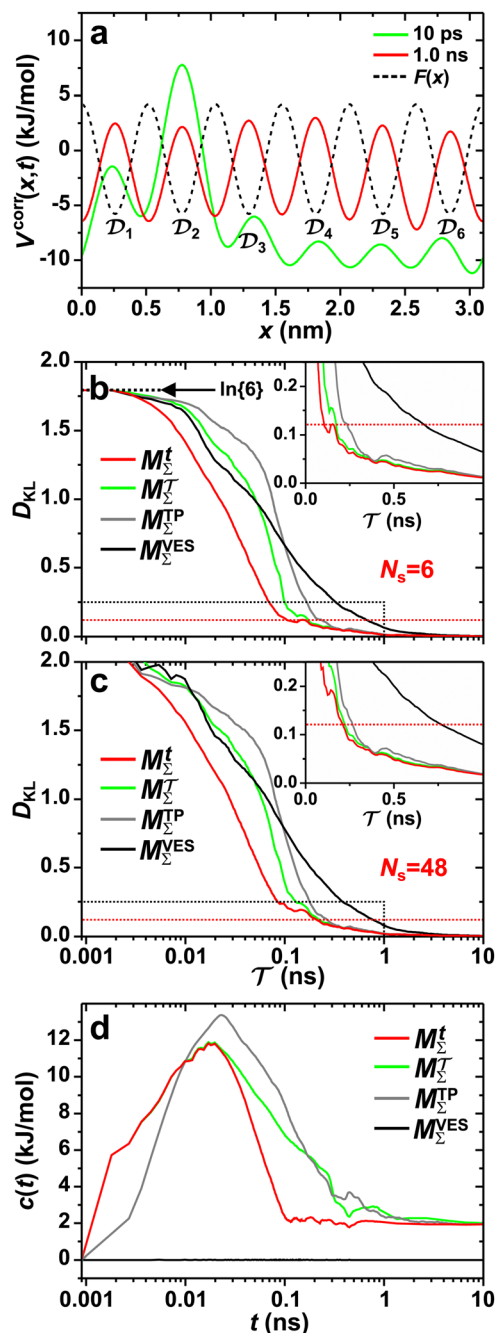 a
10 ps
1.0 ns
F(x)
V^corr(x,t) (kJ/mol)
10
5
0
-5
-10
𝒟₁ 𝒟₂ 𝒟₃ 𝒟₄ 𝒟₅ 𝒟₆
0.0 0.5 1.0 1.5 2.0 2.5 3.0
x (nm)
b
ln{6}
D_KL
2.0
1.5
1.0
0.5
0.0
M_Σ^t
M_Σ^𝒯
M_Σ^TP
M_Σ^VES
0.2
0.1
0.0
0.0 0.5
𝒯 (ns)
N_s=6
c
D_KL
2.0
1.5
1.0
0.5
0.0
M_Σ^t
M_Σ^𝒯
M_Σ^TP
M_Σ^VES
0.2
0.1
0.0
0.0 0.5
𝒯 (ns)
N_s=48
0.001 0.01 0.1 1 10
𝒯 (ns)
d
c(t) (kJ/mol)
12
10
8
6
4
2
0
M_Σ^t
M_Σ^𝒯
M_Σ^TP
M_Σ^VES
0.001 0.01 0.1 1 10
t (ns)